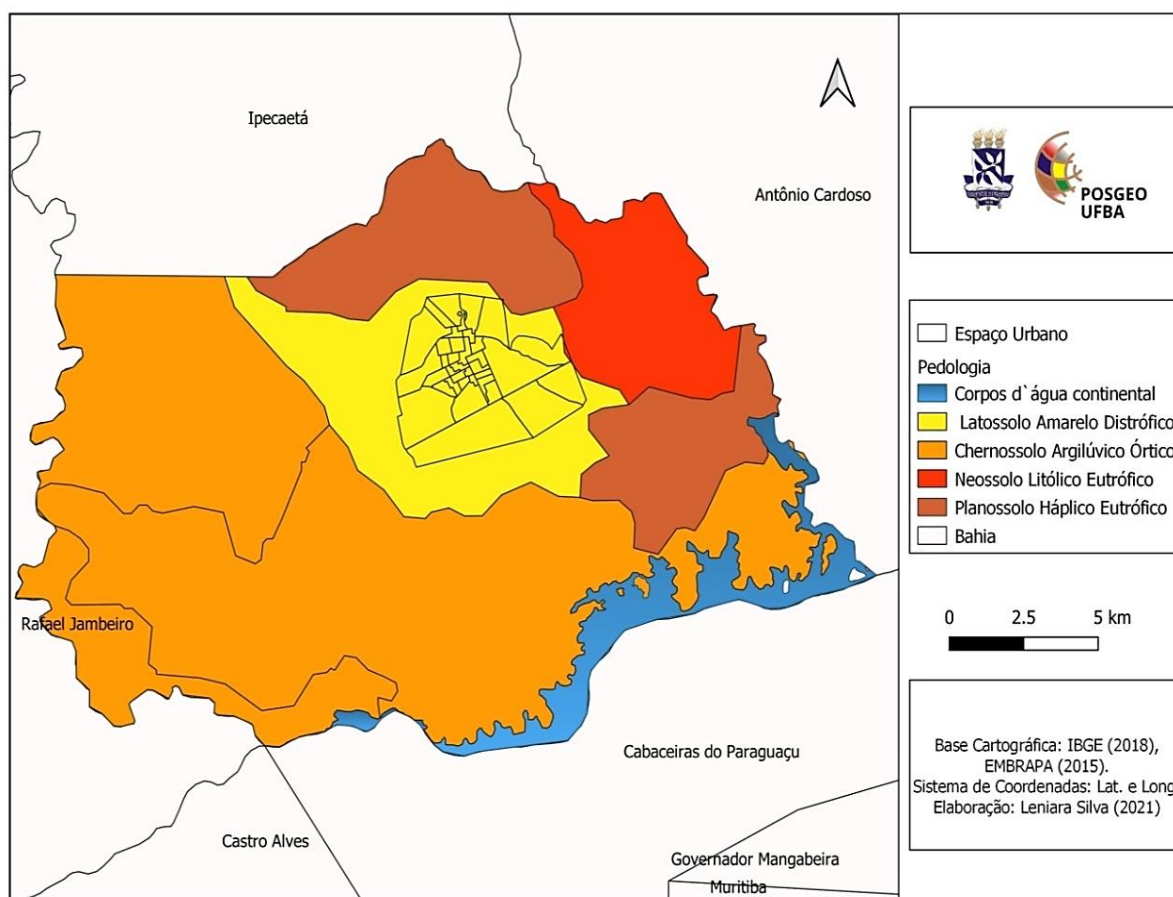 Ipecaetá
Antônio Cardoso
Rafael Jambeiro
Cabaceiras do Paraguaçu
Castro Alves
Governador Mangabeira
Muritiba
POSGEO
UFBA
Espaço Urbano
Pedologia
Corpos d`água continental
Latossolo Amarelo Distrófico
Chernossolo Argilúvico Órtico
Neossolo Litólico Eutrófico
Planossolo Háplico Eutrófico
Bahia
0 2.5 5 km
Base Cartográfica: IBGE (2018),
EMBRAPA (2015).
Sistema de Coordenadas: Lat. e Long
Elaboração: Leniara Silva (2021)